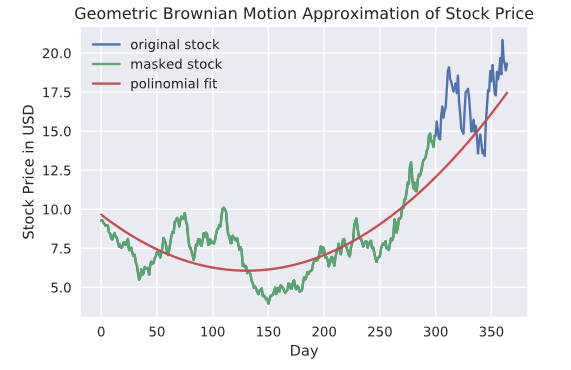 Geometric Brownian Motion Approximation of Stock Price
original stock
masked stock
polinomial fit
Stock Price in USD
20.0
17.5
15.0
12.5
10.0
7.5
5.0
0 50 100 150 200 250 300 350
Day